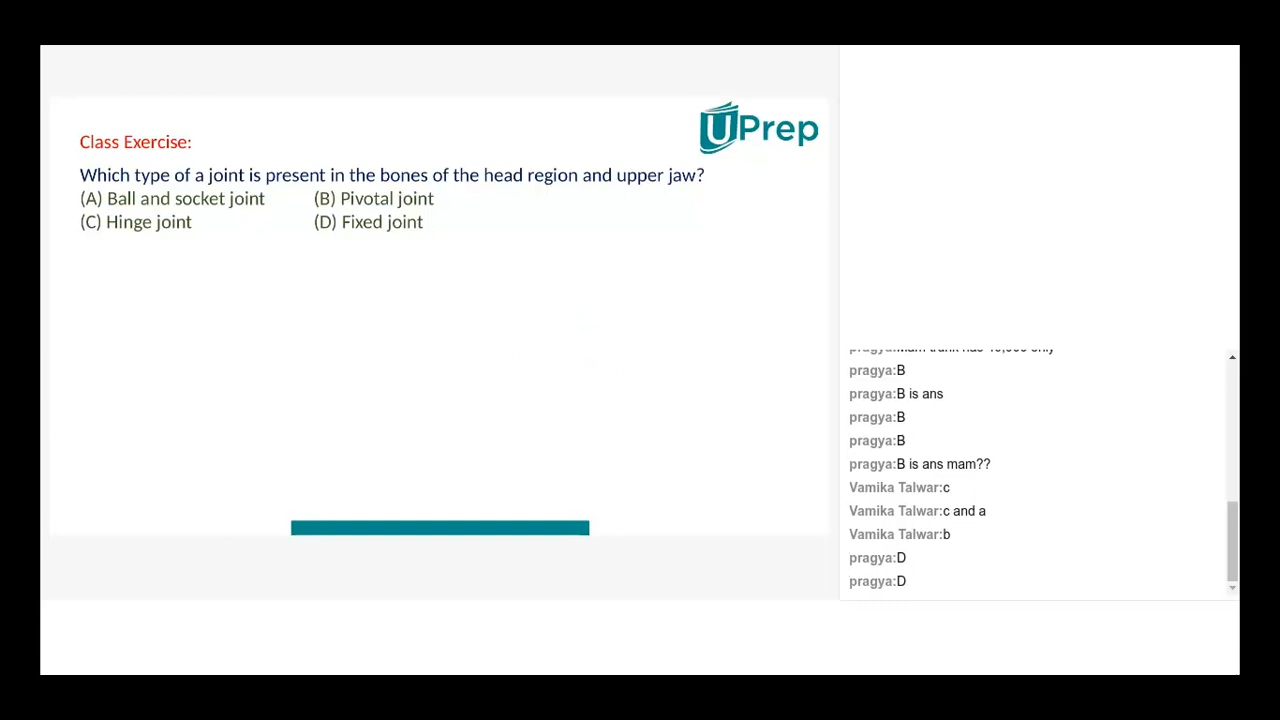 UPrep
Class Exercise:
Which type of a joint is present in the bones of the head region and upper jaw?
(A) Ball and socket joint (B) Pivotal joint
(C) Hinge joint (D) Fixed joint
pragya:B
pragya:B is ans
pragya:B
pragya:B
pragya:B is ans mam??
Vamika Talwar:c
Vamika Talwar:c and a
Vamika Talwar:b
pragya:D
pragya:D